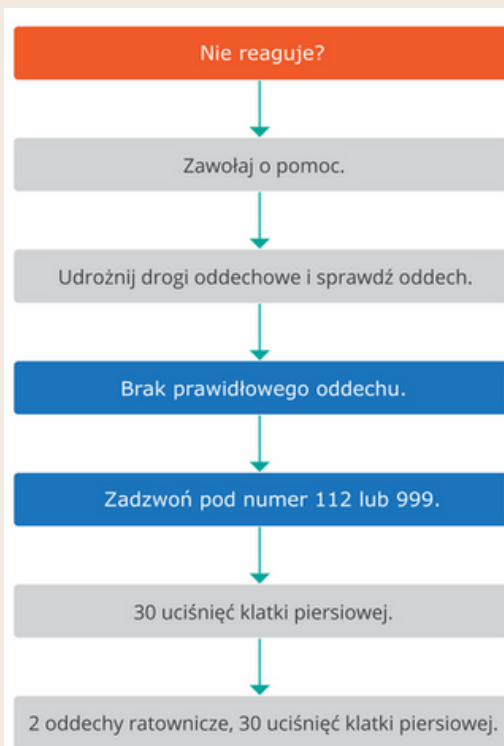 Nie reaguje?
Zawołaj o pomoc.
Udrożnij drogi oddechowe i sprawdź oddech.
Brak prawidłowego oddechu.
Zadzwoń pod numer 112 lub 999.
30 uciśnięć klatki piersiowej.
2 oddechy ratownicze, 30 uciśnięć klatki piersiowej.